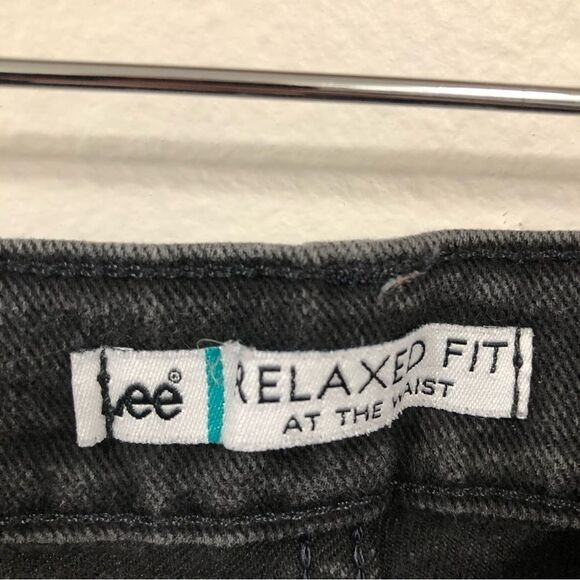 Lee®
RELAXED FIT
AT THE WAIST